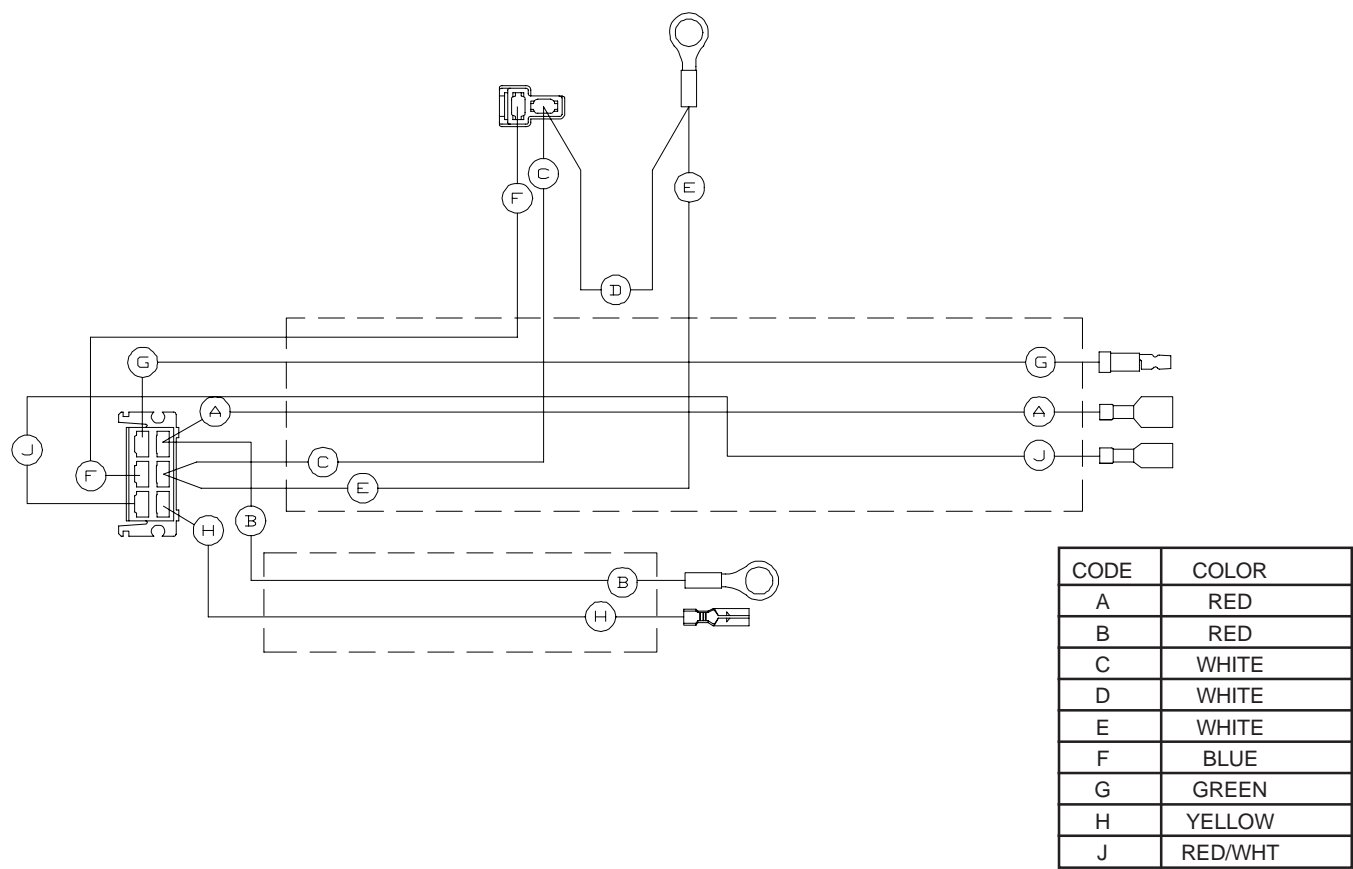 C
F
E
D
G
G
A
A
J
C
J
F
E
B
H
B
H
CODE COLOR
A RED
B RED
C WHITE
D WHITE
E WHITE
F BLUE
G GREEN
H YELLOW
J RED/WHT